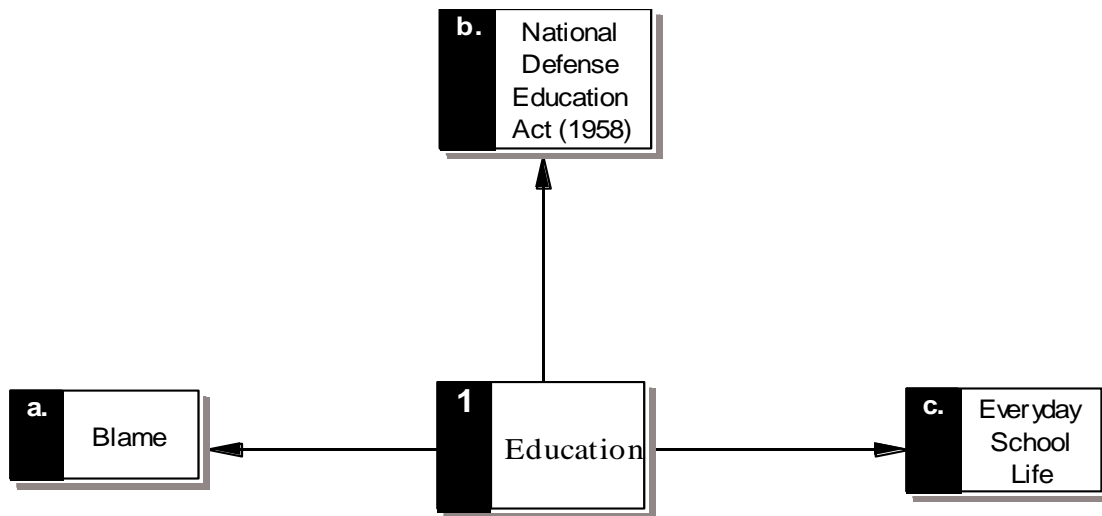 b.
National
Defense
Education
Act (1958)
a.
Blame
1
Education
c.
Everyday
School
Life